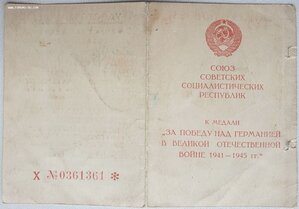 СОЮЗ
СОВЕТСКИХ
СОЦИАЛИСТИЧЕСКИХ
РЕСПУБЛИК
К МЕДАЛИ
"ЗА ПОБЕДУ НАД ГЕРМАНИЕЙ
В ВЕЛИКОЙ ОТЕЧЕСТВЕННОЙ
ВОЙНЕ 1941—1945 гг."
Х №0361361 *